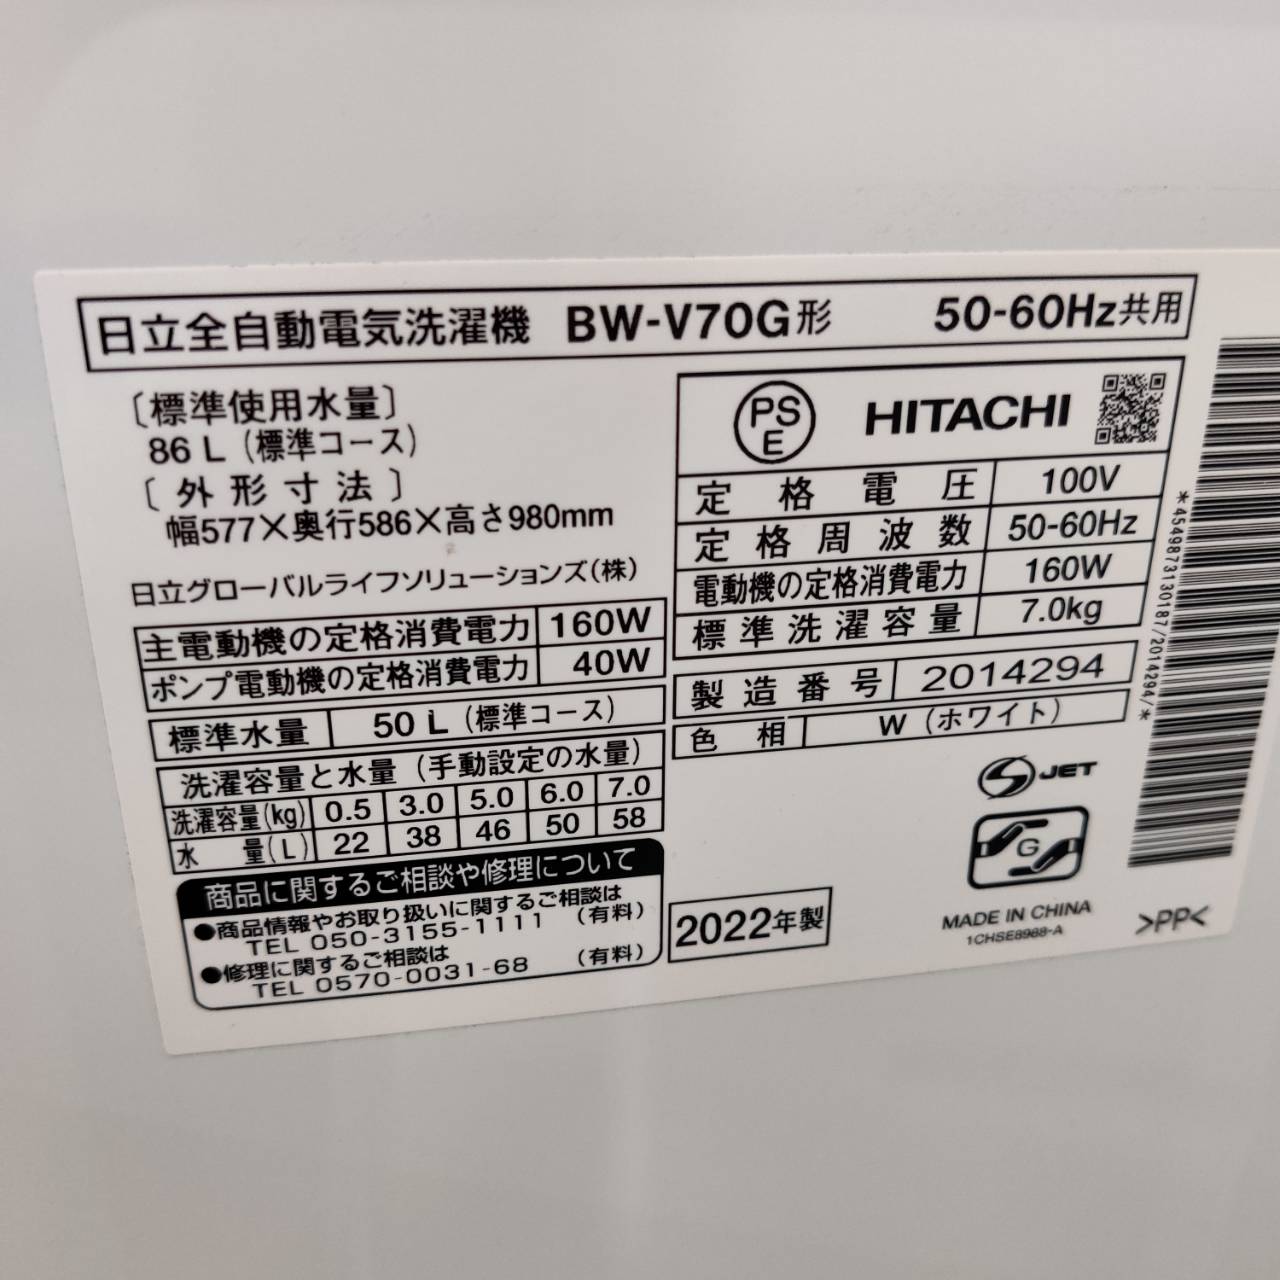 日立全自動電気洗濯機 BW-V70G形 50-60Hz共用
〔標準使用水量〕
86 L (標準コース)
〔外形寸法〕
幅577×奥行586×高さ980mm
日立グローバルライフソリューションズ(株)
主電動機の定格消費電力 160W
ポンプ電動機の定格消費電力 40W
標準水量 50 L (標準コース)
洗濯容量と水量 (手動設定の水量)
洗濯容量(kg) 0.5 3.0 5.0 6.0 7.0
水 量(L) 22 38 46 50 58
商品に関するご相談や修理について
●商品情報やお取り扱いに関するご相談は
TEL 050-3155-1111 (有料)
●修理に関するご相談は
TEL 0570-0031-68 (有料)
PS
E
HITACHI
定格電圧 100V
定格周波数 50-60Hz
電動機の定格消費電力 160W
標準洗濯容量 7.0kg
製造番号 2014294
色相 W (ホワイト)
S JET
G
2022年製
MADE IN CHINA
1CHSE8988-A
>PP<
*4549873130187/2014294/*